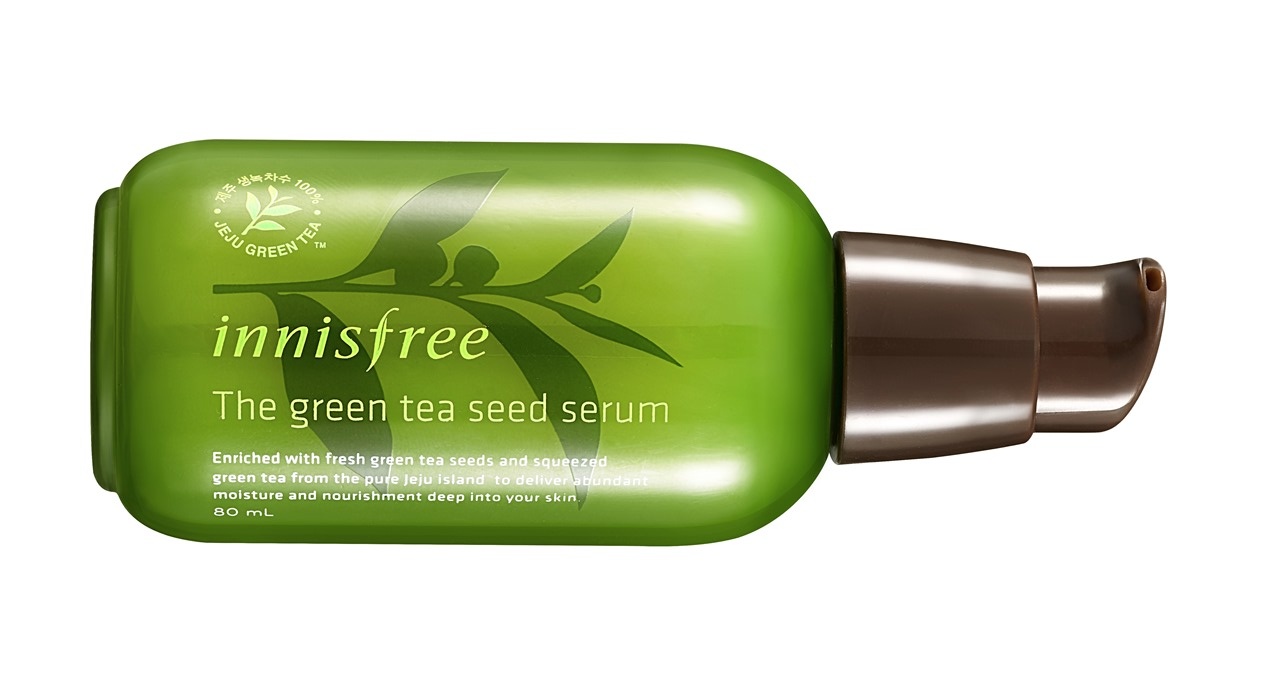 제주 생녹차수 100%
JEJU GREEN TEA
TM
innisfree
The green tea seed serum
Enriched with fresh green tea seeds and squeezed
green tea from the pure Jeju island to deliver abundant
moisture and nourishment deep into your skin.
80 mL